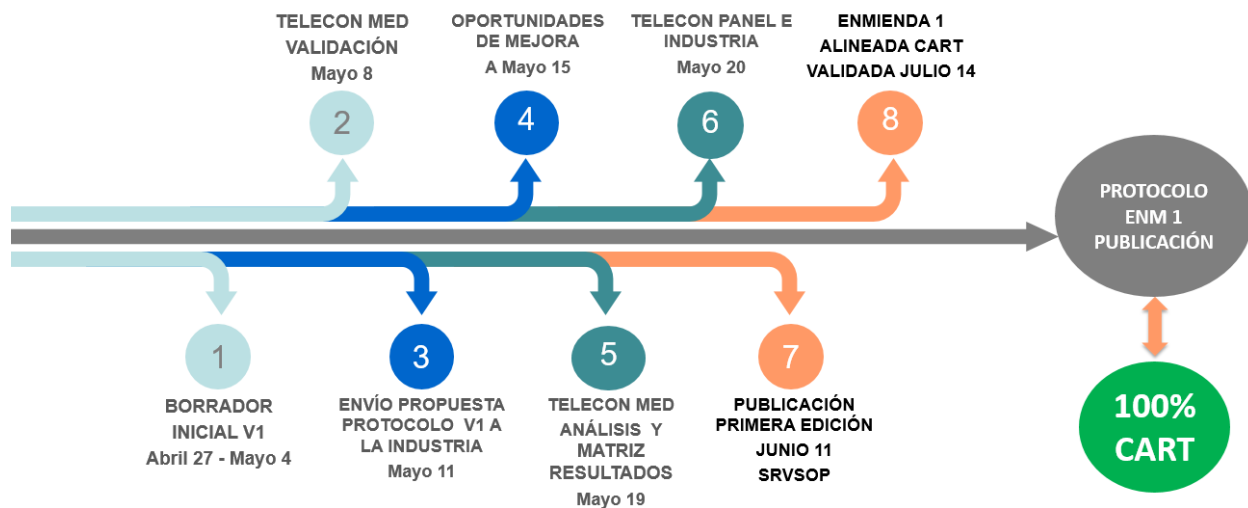 TELECON MED
VALIDACIÓN
Mayo 8
2
OPORTUNIDADES
DE MEJORA
A Mayo 15
4
TELECON PANEL E
INDUSTRIA
Mayo 20
6
ENMIENDA 1
ALINEADA CART
VALIDADA JULIO 14
8
PROTOCOLO
ENM 1
PUBLICACIÓN
1
BORRADOR
INICIAL V1
Abril 27 - Mayo 4
3
ENVÍO PROPUESTA
PROTOCOLO V1 A
LA INDUSTRIA
Mayo 11
5
TELECON MED
ANÁLISIS Y
MATRIZ
RESULTADOS
Mayo 19
7
PUBLICACIÓN
PRIMERA EDICIÓN
JUNIO 11
SRVSOP
100%
CART